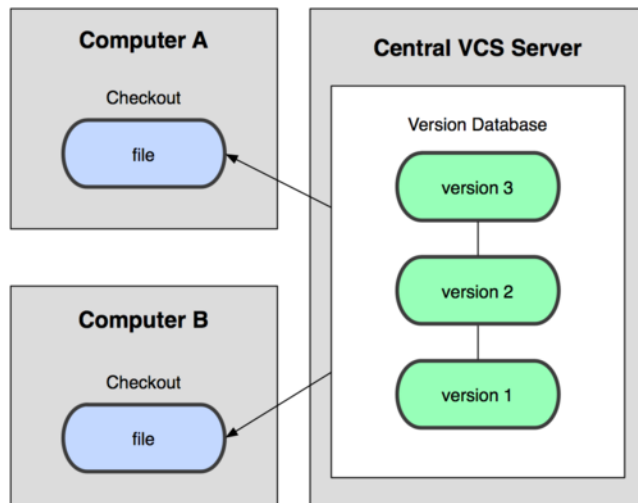 Computer A
Checkout
file
Computer B
Checkout
file
Central VCS Server
Version Database
version 3
version 2
version 1